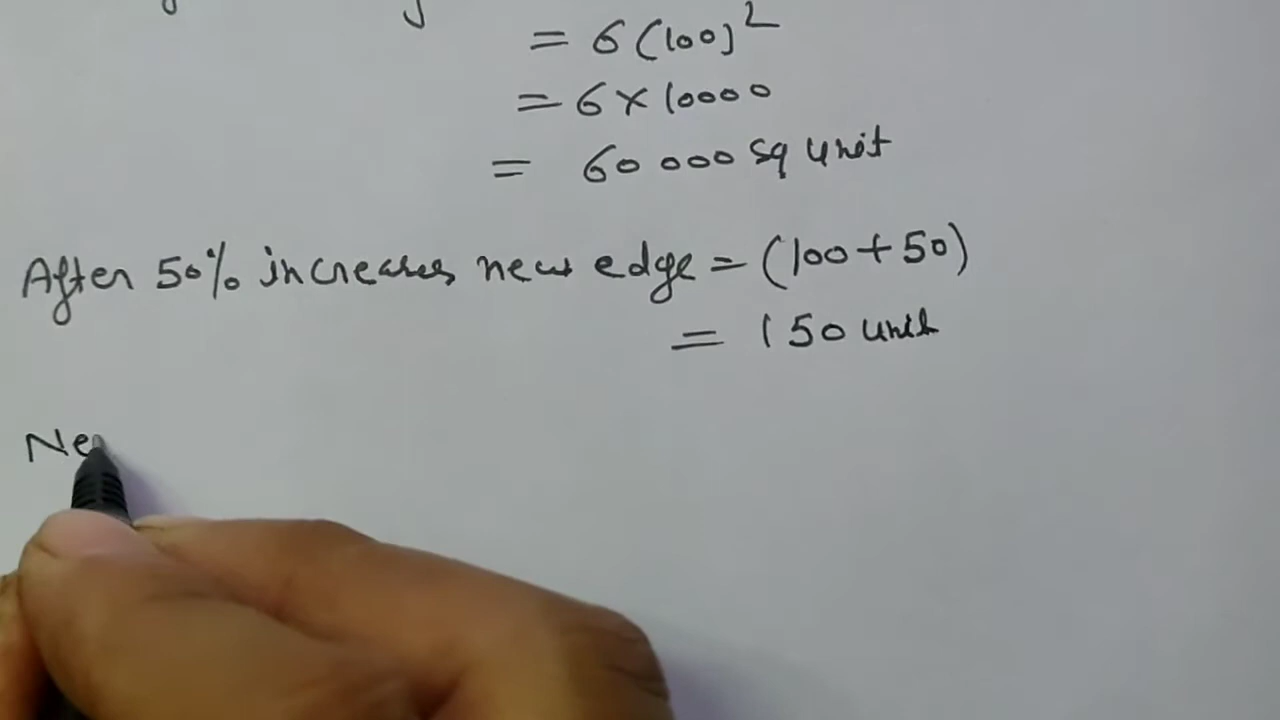 = 6 (100)²
= 6 × 10000
= 60 000 sq unit
After 50% increases new edge = (100 + 50)
= 150 unit
Ne